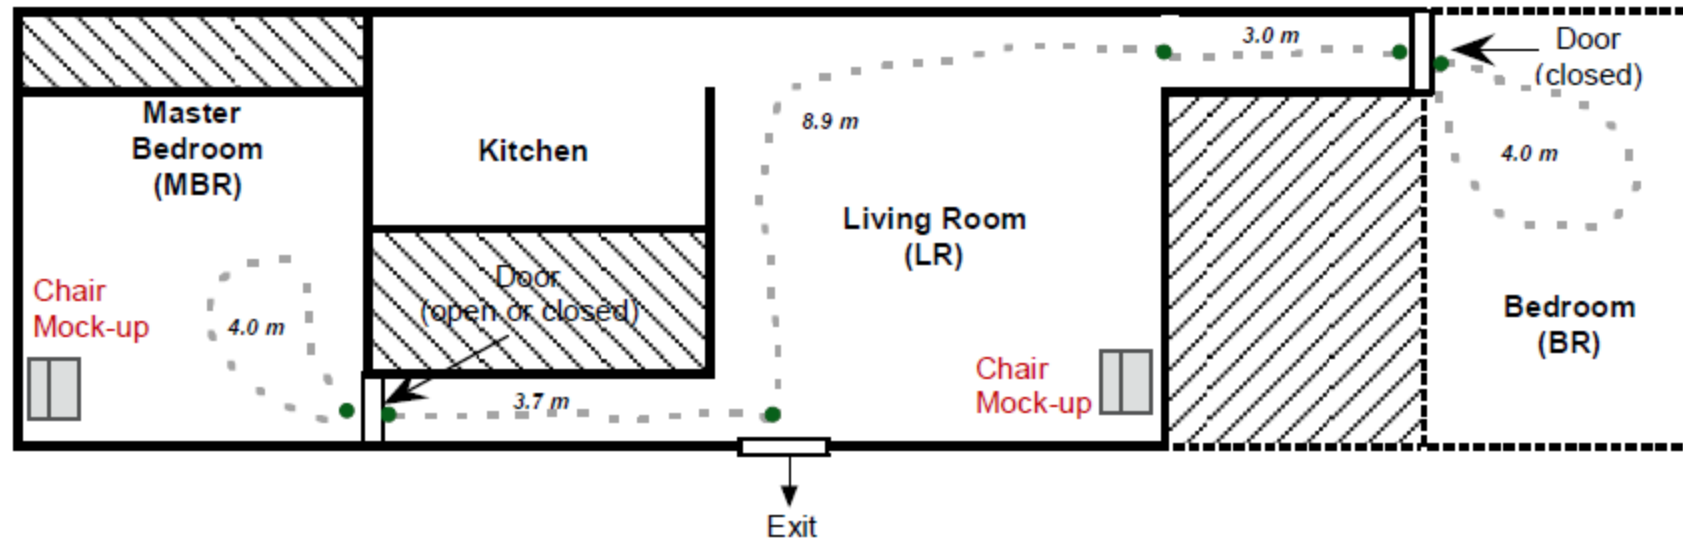 3.0 m
Door
(closed)
Master
Bedroom
(MBR)
Kitchen
8.9 m
4.0 m
Living Room
(LR)
Door
(open or closed)
Chair
Mock-up
4.0 m
Bedroom
(BR)
Chair
Mock-up
3.7 m
Exit